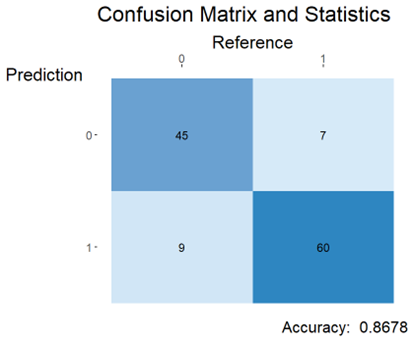 Confusion Matrix and Statistics
Reference
0 1
Prediction
0 45 7
1 9 60
Accuracy: 0.8678